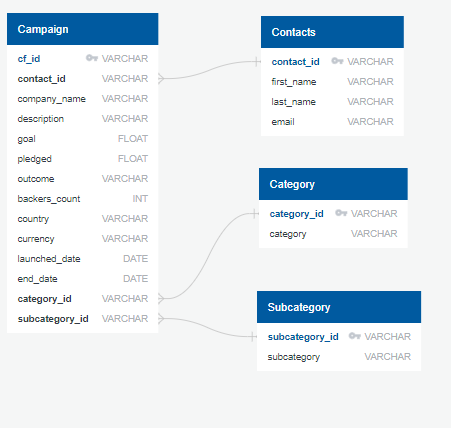 Campaign
cf_id VARCHAR
contact_id VARCHAR
company_name VARCHAR
description VARCHAR
goal FLOAT
pledged FLOAT
outcome VARCHAR
backers_count INT
country VARCHAR
currency VARCHAR
launched_date DATE
end_date DATE
category_id VARCHAR
subcategory_id VARCHAR
Contacts
contact_id VARCHAR
first_name VARCHAR
last_name VARCHAR
email VARCHAR
Category
category_id VARCHAR
category VARCHAR
Subcategory
subcategory_id VARCHAR
subcategory VARCHAR